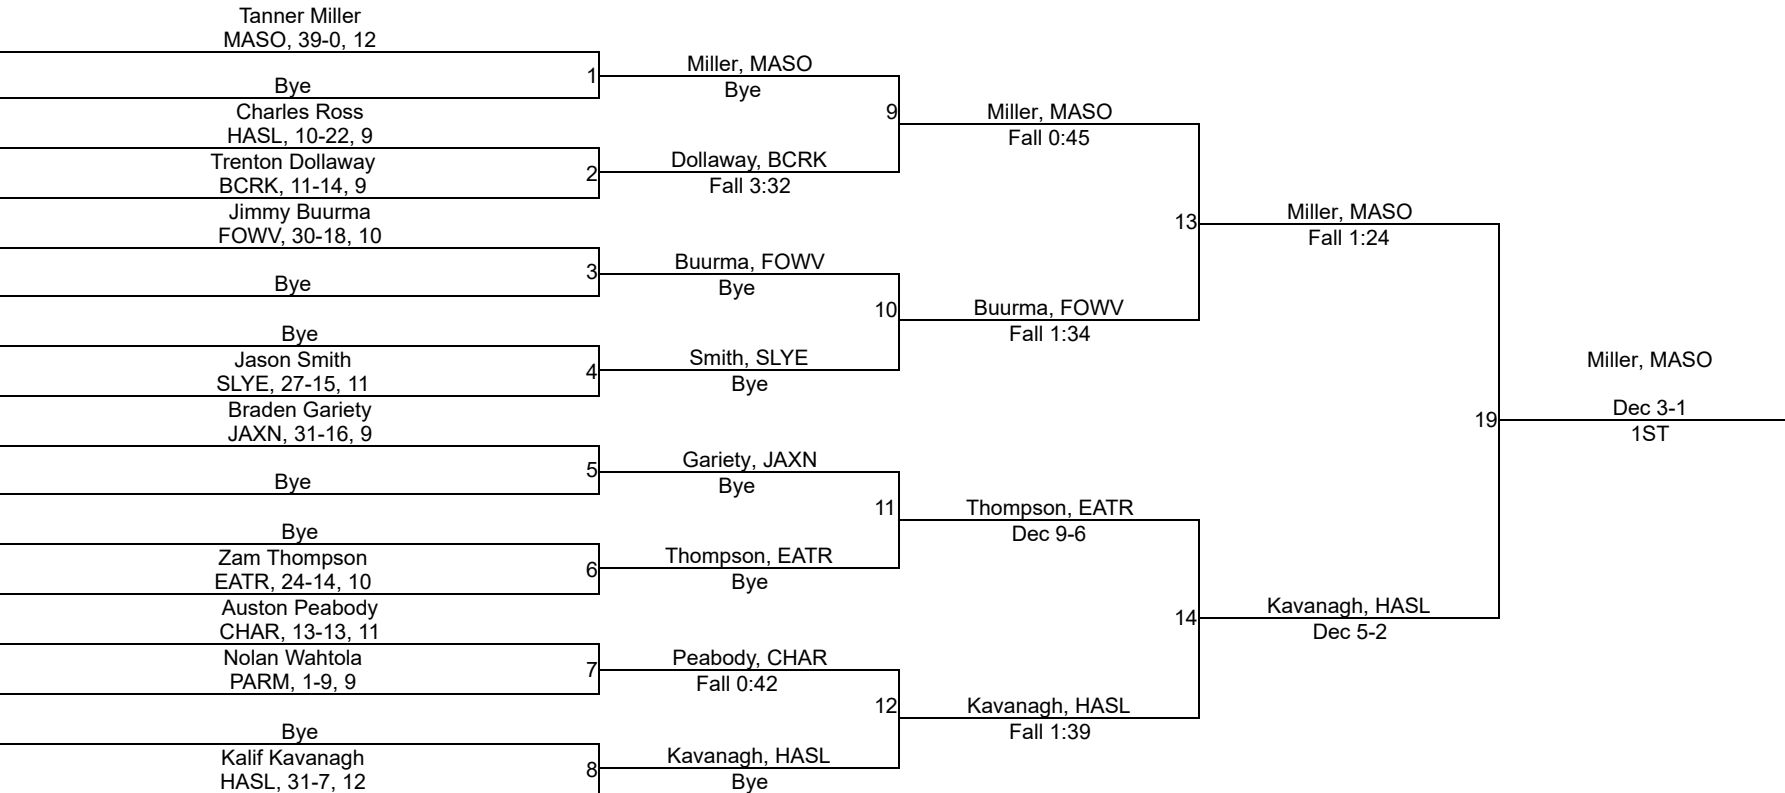 Tanner Miller
MASO, 39-0, 12
Bye
1
Charles Ross
HASL, 10-22, 9
Trenton Dollaway
BCRK, 11-14, 9
2
Jimmy Buurma
FOWV, 30-18, 10
Bye
3
Bye
Jason Smith
SLYE, 27-15, 11
4
Braden Gariety
JAXN, 31-16, 9
Bye
5
Bye
Zam Thompson
EATR, 24-14, 10
6
Auston Peabody
CHAR, 13-13, 11
Nolan Wahtola
PARM, 1-9, 9
7
Bye
Kalif Kavanagh
HASL, 31-7, 12
8
Miller, MASO
Bye
9
Dollaway, BCRK
Fall 3:32
Buurma, FOWV
Bye
10
Smith, SLYE
Bye
Gariety, JAXN
Bye
11
Thompson, EATR
Bye
Peabody, CHAR
Fall 0:42
12
Kavanagh, HASL
Bye
Miller, MASO
Fall 0:45
13
Buurma, FOWV
Fall 1:34
Thompson, EATR
Dec 9-6
14
Kavanagh, HASL
Fall 1:39
Miller, MASO
Fall 1:24
19
Kavanagh, HASL
Dec 5-2
Miller, MASO
Dec 3-1
1ST